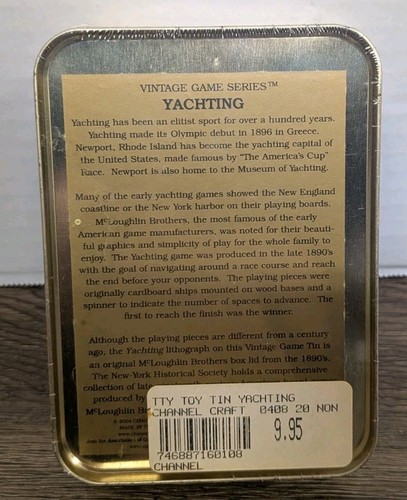 VINTAGE GAME SERIES™
YACHTING
Yachting has been an elitist sport for over a hundred years.
Yachting made its Olympic debut in 1896 in Greece.
Newport, Rhode Island has become the yachting capital of
the United States, made famous by "The America's Cup"
Race. Newport is also home to the Museum of Yachting.
Many of the early yachting games showed the New England
coastline or the New York harbor on their playing boards.
McLoughlin Brothers, the most famous of the early
American game manufacturers, was noted for their beauti-
ful graphics and simplicity of play for the whole family to
enjoy. The Yachting game was produced in the late 1890's
with the goal of navigating around a race course and reach
the end before your opponents. The playing pieces were
originally cardboard ships mounted on wood bases and a
spinner to indicate the number of spaces to advance. The
first to reach the finish was the winner.
Although the playing pieces are different from a century
ago, the Yachting lithograph on this Vintage Game Tin is
an original McLoughlin Brothers box lid from the 1890's.
The New-York Historical Society holds a comprehensive
collection of late
produced by
McLoughlin Br
TTY TOY TIN YACHTING
CHANNEL CRAFT 0408 20 NON
9.95
746887160108
CHANNEL